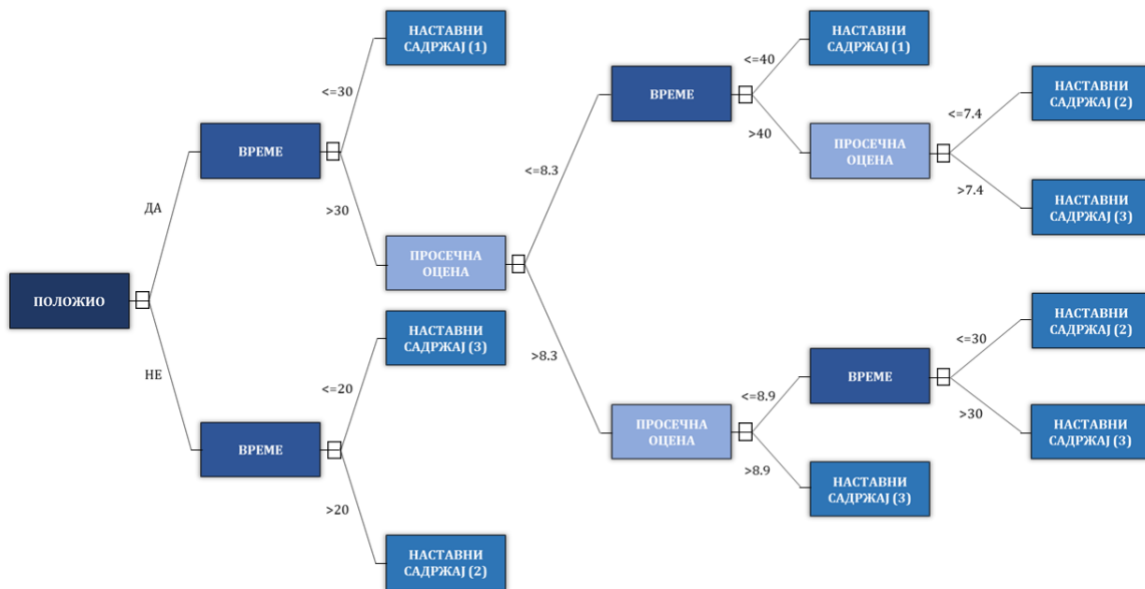 НАСТАВНИ
САДРЖАЈ (1)
<=30
ВРЕМЕ
>30
ДА
ПРОСЕЧНА
ОЦЕНА
ПОЛОЖИО
НЕ
НАСТАВНИ
САДРЖАЈ (3)
<=20
ВРЕМЕ
>20
НАСТАВНИ
САДРЖАЈ (2)
<=8.3
>8.3
ВРЕМЕ
<=40
>40
НАСТАВНИ
САДРЖАЈ (1)
ПРОСЕЧНА
ОЦЕНА
<=7.4
>7.4
НАСТАВНИ
САДРЖАЈ (2)
НАСТАВНИ
САДРЖАЈ (3)
ПРОСЕЧНА
ОЦЕНА
<=8.9
>8.9
ВРЕМЕ
<=30
>30
НАСТАВНИ
САДРЖАЈ (2)
НАСТАВНИ
САДРЖАЈ (3)
НАСТАВНИ
САДРЖАЈ (3)